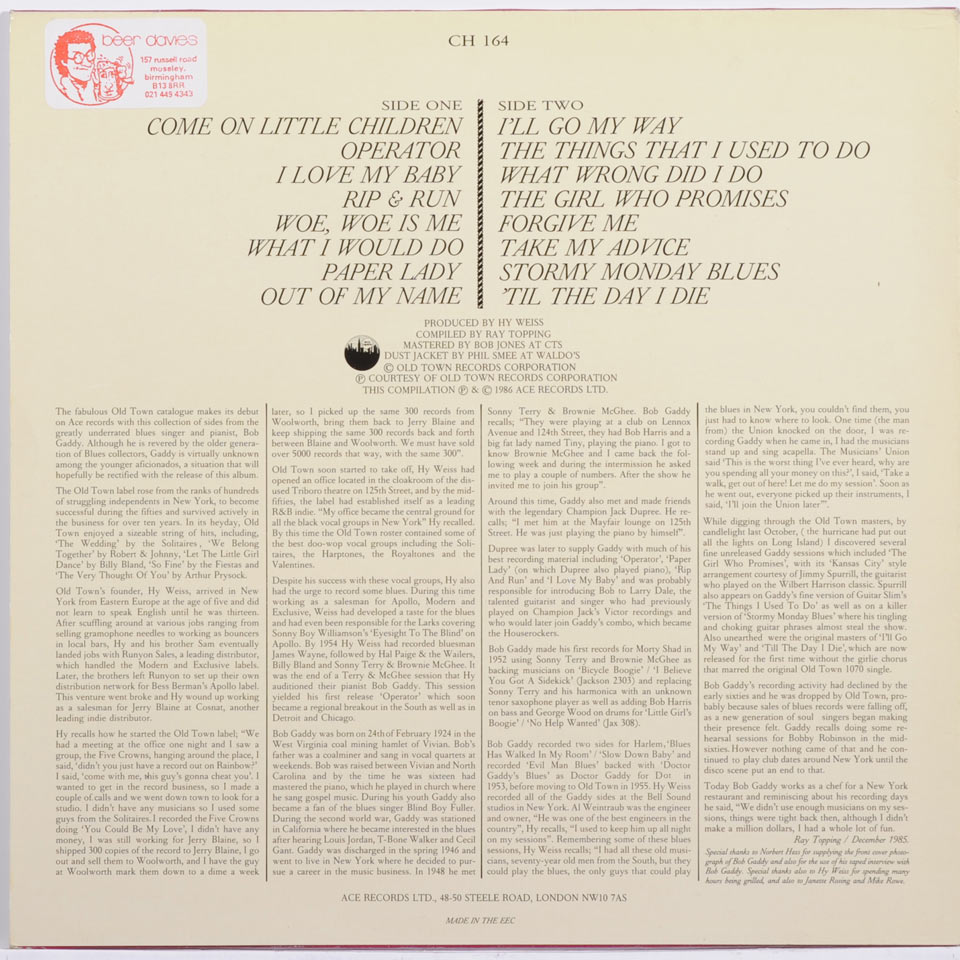 beer davies
157 russell road
moseley,
birmingham
B13 8RR
021 449 4343
CH 164
SIDE ONE
COME ON LITTLE CHILDREN
OPERATOR
I LOVE MY BABY
RIP & RUN
WOE, WOE IS ME
WHAT I WOULD DO
PAPER LADY
OUT OF MY NAME
SIDE TWO
I'LL GO MY WAY
THE THINGS THAT I USED TO DO
WHAT WRONG DID I DO
THE GIRL WHO PROMISES
FORGIVE ME
TAKE MY ADVICE
STORMY MONDAY BLUES
'TIL THE DAY I DIE
PRODUCED BY HY WEISS
COMPILED BY RAY TOPPING
MASTERED BY BOB JONES AT CTS
DUST JACKET BY PHIL SMEE AT WALDO'S
© OLD TOWN RECORDS CORPORATION
℗ COURTESY OF OLD TOWN RECORDS CORPORATION
THIS COMPILATION ℗ & © 1986 ACE RECORDS LTD.
The fabulous Old Town catalogue makes its debut
on Ace records with this collection of sides from the
greatly underrated blues singer and pianist, Bob
Gaddy. Although he is revered by the older genera-
tion of Blues collectors, Gaddy is virtually unknown
among the younger aficionados, a situation that will
hopefully be rectified with the release of this album.
The Old Town label rose from the ranks of hundreds
of struggling independents in New York, to become
successful during the fifties and survived actively in
the business for over ten years. In its heyday, Old
Town enjoyed a sizeable string of hits, including,
'The Wedding' by the Solitaires , 'We Belong
Together' by Robert & Johnny, 'Let The Little Girl
Dance' by Billy Bland, 'So Fine' by the Fiestas and
'The Very Thought Of You' by Arthur Prysock.
Old Town's founder, Hy Weiss, arrived in New
York from Eastern Europe at the age of five and did
not learn to speak English until he was thirteen.
After scuffling around at various jobs ranging from
selling gramophone needles to working as bouncers
in local bars, Hy and his brother Sam eventually
landed jobs with Runyon Sales, a leading distributor,
which handled the Modern and Exclusive labels.
Later, the brothers left Runyon to set up their own
distribution network for Bess Berman's Apollo label.
This venture went broke and Hy wound up working
as a salesman for Jerry Blaine at Cosnat, another
leading indie distributor.
Hy recalls how he started the Old Town label; "We
had a meeting at the office one night and I saw a
group, the Five Crowns, hanging around the place, I
said, 'didn't you just have a record out on Rainbow?'
I said, 'come with me, this guy's gonna cheat you'. I
wanted to get in the record business, so I made a
couple of calls and we went down town to look for a
studio. I didn't have any musicians so I used some
guys from the Solitaires. I recorded the Five Crowns
doing 'You Could Be My Love', I didn't have any
money, I was still working for Jerry Blaine, so I
shipped 300 copies of the record to Jerry Blaine, I go
out and sell them to Woolworth, and I have the guy
at Woolworth mark them down to a dime a week
later, so I picked up the same 300 records from
Woolworth, bring them back to Jerry Blaine and
keep shipping the same 300 records back and forth
between Blaine and Woolworth. We must have sold
over 5000 records that way, with the same 300".
Old Town soon started to take off, Hy Weiss had
opened an office located in the cloakroom of the dis-
used Triboro theatre on 125th Street, and by the mid-
fifties, the label had established itself as a leading
R&B indie. "My office became the central ground for
all the black vocal groups in New York" Hy recalled.
By this time the Old Town roster contained some of
the best doo-wop vocal groups including the Soli-
taires, the Harptones, the Royaltones and the
Valentines.
Despite his success with these vocal groups, Hy also
had the urge to record some blues. During this time
working as a salesman for Apollo, Modern and
Exclusive, Weiss had developed a taste for the blues
and had even been responsible for the Larks covering
Sonny Boy Williamson's 'Eyesight To The Blind' on
Apollo. By 1954 Hy Weiss had recorded bluesman
James Wayne, followed by Hal Paige & the Wailers,
Billy Bland and Sonny Terry & Brownie McGhee. It
was the end of a Terry & McGhee session that Hy
auditioned their pianist Bob Gaddy. This session
yielded his first release 'Operator' which soon
became a regional breakout in the South as well as in
Detroit and Chicago.
Bob Gaddy was born on 24th of February 1924 in the
West Virginia coal mining hamlet of Vivian. Bob's
father was a coalminer and sang in vocal quartets at
weekends. Bob was raised between Vivian and North
Carolina and by the time he was sixteen had
mastered the piano, which he played in church where
he sang gospel music. During his youth Gaddy also
became a fan of the blues singer Blind Boy Fuller.
During the second world war, Gaddy was stationed
in California where he became interested in the blues
after hearing Louis Jordan, T-Bone Walker and Cecil
Gant. Gaddy was discharged in the spring 1946 and
went to live in New York where he decided to pur-
sue a career in the music business. In 1948 he met
Sonny Terry & Brownie McGhee. Bob Gaddy
recalls; "They were playing at a club on Lennox
Avenue and 124th Street, they had Bob Harris and a
big fat lady named Tiny, playing the piano. I got to
know Brownie McGhee and I came back the fol-
lowing week and during the intermission he asked
me to play a couple of numbers. After the show he
invited me to join his group".
Around this time, Gaddy also met and made friends
with the legendary Champion Jack Dupree. He re-
calls; "I met him at the Mayfair lounge on 125th
Street. He was just playing the piano by himself".
Dupree was later to supply Gaddy with much of his
best recording material including 'Operator', 'Paper
Lady' (on which Dupree also played piano), 'Rip
And Run' and 'I Love My Baby' and was probably
responsible for introducing Bob to Larry Dale, the
talented guitarist and singer who had previously
played on Champion Jack's Victor recordings and
who would later join Gaddy's combo, which became
the Houserockers.
Bob Gaddy made his first records for Morty Shad in
1952 using Sonny Terry and Brownie McGhee as
backing musicians on 'Bicycle Boogie' / 'I Believe
You Got A Sidekick' (Jackson 2303) and replacing
Sonny Terry and his harmonica with an unknown
tenor saxophone player as well as adding Bob Harris
on bass and George Wood on drums for 'Little Girl's
Boogie' / 'No Help Wanted' (Jax 308).
Bob Gaddy recorded two sides for Harlem,'Blues
Has Walked In My Room' / 'Slow Down Baby' and
recorded 'Evil Man Blues' backed with 'Doctor
Gaddy's Blues' as Doctor Gaddy for Dot in
1953, before moving to Old Town in 1955. Hy Weiss
recorded all of the Gaddy sides at the Bell Sound
studios in New York. Al Weintraub was the engineer
and owner, "He was one of the best engineers in the
country", Hy recalls, "I used to keep him up all night
on my sessions". Remembering some of these blues
sessions, Hy Weiss recalls; "I had all these old musi-
cians, seventy-year old men from the South, but they
could play the blues, the only guys that could play
the blues in New York, you couldn't find them, you
just had to know where to look. One time (the man
from) the Union knocked on the door, I was re-
cording Gaddy when he came in, I had the musicians
stand up and sing acapella. The Musicians' Union
said 'This is the worst thing I've ever heard, why are
you spending all your money on this?', I said, 'Take a
walk, get out of here! Let me do my session'. Soon as
he went out, everyone picked up their instruments, I
said, 'I'll join the Union later'".
While digging through the Old Town masters, by
candlelight last October, ( the hurricane had put out
all the lights on Long Island) I discovered several
fine unreleased Gaddy sessions which included 'The
Girl Who Promises', with its 'Kansas City' style
arrangement courtesy of Jimmy Spurrill, the guitarist
who played on the Wilbert Harrison classic. Spurrill
also appears on Gaddy's fine version of Guitar Slim's
'The Things I Used To Do' as well as on a killer
version of 'Stormy Monday Blues' where his tingling
and choking guitar phrases almost steal the show.
Also unearthed were the original masters of 'I'll Go
My Way' and 'Till The Day I Die', which are now
released for the first time without the girlie chorus
that marred the original Old Town 1070 single.
Bob Gaddy's recording activity had declined by the
early sixties and he was dropped by Old Town, pro-
bably because sales of blues records were falling off,
as a new generation of soul singers began making
their presence felt. Gaddy recalls doing some re-
hearsal sessions for Bobby Robinson in the mid-
sixties. However nothing came of that and he con-
tinued to play club dates around New York until the
disco scene put an end to that.
Today Bob Gaddy works as a chef for a New York
restaurant and reminiscing about his recording days
he said, "We didn't use enough musicians on my ses-
sions, things were tight back then, although I didn't
make a million dollars, I had a whole lot of fun.
Ray Topping / December 1985.
Special thanks to Norbert Hess for supplying the front cover photo-
graph of Bob Gaddy and also for the use of his taped interview with
Bob Gaddy. Special thanks also to Hy Weiss for spending many
hours being grilled, and also to Janette Rosing and Mike Rowe.
ACE RECORDS LTD., 48-50 STEELE ROAD, LONDON NW10 7AS
MADE IN THE EEC